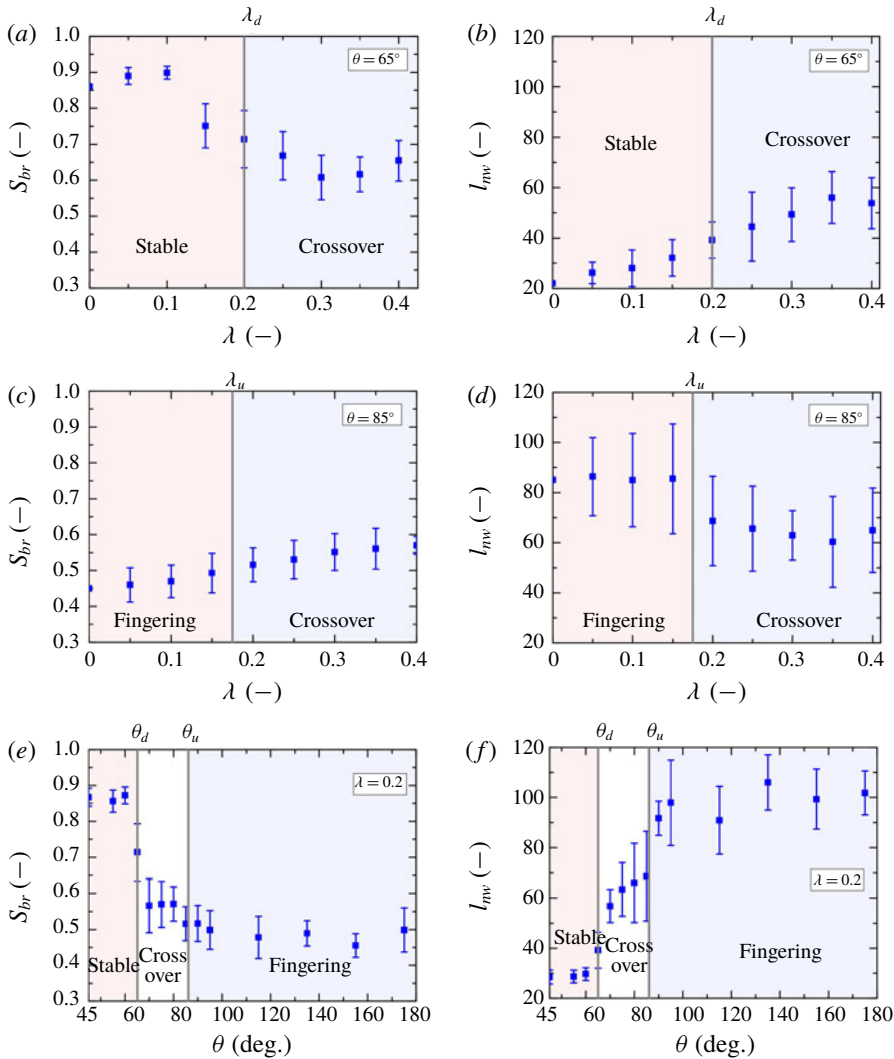 (a) λd
1.0
0.9
0.8
0.7
0.6
0.5
0.4
0.3
Sbr (–)
θ = 65°
Stable
Crossover
0 0.1 0.2 0.3 0.4
λ (–)
(b) λd
120
100
80
60
40
20
lnw (–)
θ = 65°
Stable
Crossover
0 0.1 0.2 0.3 0.4
λ (–)
(c) λu
1.0
0.9
0.8
0.7
0.6
0.5
0.4
0.3
Sbr (–)
θ = 85°
Fingering
Crossover
0 0.1 0.2 0.3 0.4
λ (–)
(d) λu
120
100
80
60
40
20
lnw (–)
θ = 85°
Fingering
Crossover
0 0.1 0.2 0.3 0.4
λ (–)
(e) θd θu
1.0
0.9
0.8
0.7
0.6
0.5
0.4
0.3
Sbr (–)
λ = 0.2
Stable
Cross
over
Fingering
45 60 80 100 120 140 160 180
θ (deg.)
(f) θd θu
120
100
80
60
40
20
lnw (–)
λ = 0.2
Stable
Cross
over
Fingering
45 60 80 100 120 140 160 180
θ (deg.)